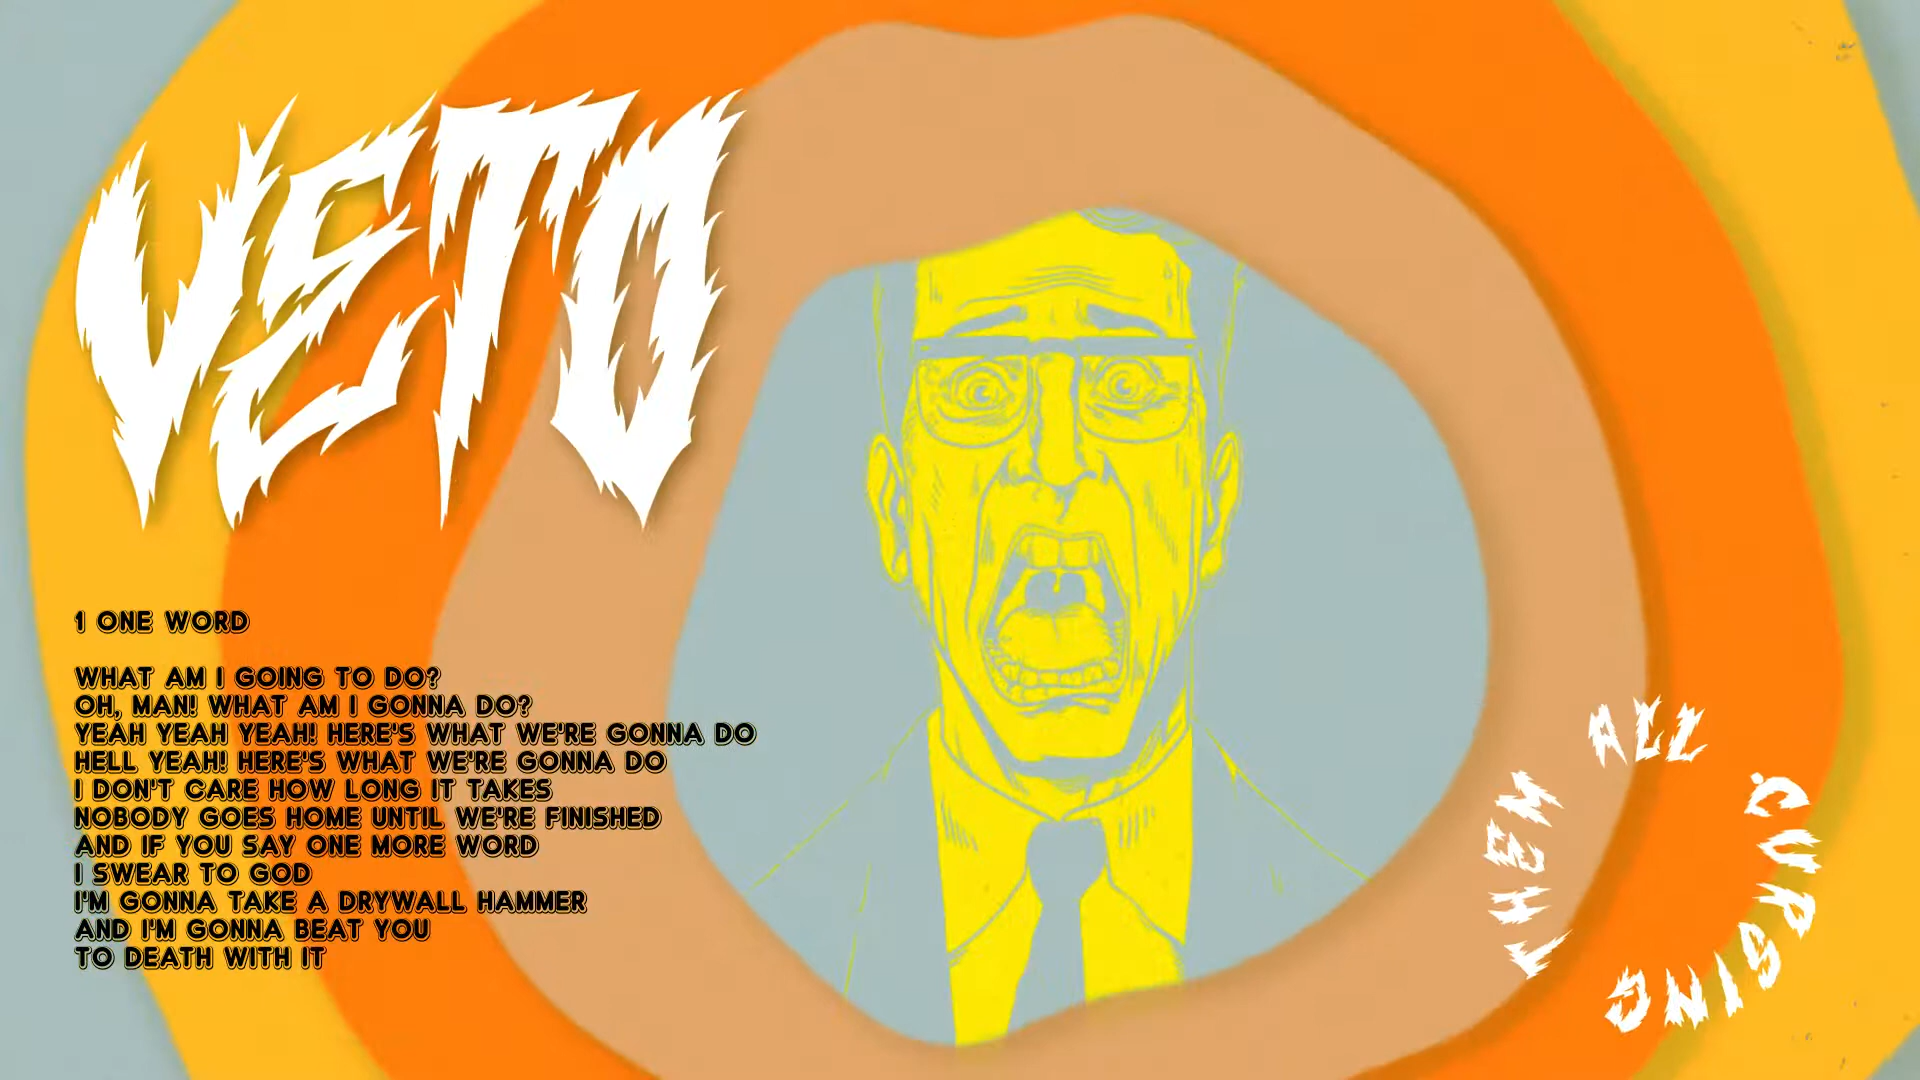 VETO
1 ONE WORD
WHAT AM I GOING TO DO?
OH, MAN! WHAT AM I GONNA DO?
YEAH YEAH YEAH! HERE'S WHAT WE'RE GONNA DO
HELL YEAH! HERE'S WHAT WE'RE GONNA DO
I DON'T CARE HOW LONG IT TAKES
NOBODY GOES HOME UNTIL WE'RE FINISHED
AND IF YOU SAY ONE MORE WORD
I SWEAR TO GOD
I'M GONNA TAKE A DRYWALL HAMMER
AND I'M GONNA BEAT YOU
TO DEATH WITH IT
THEM ALL CURSING